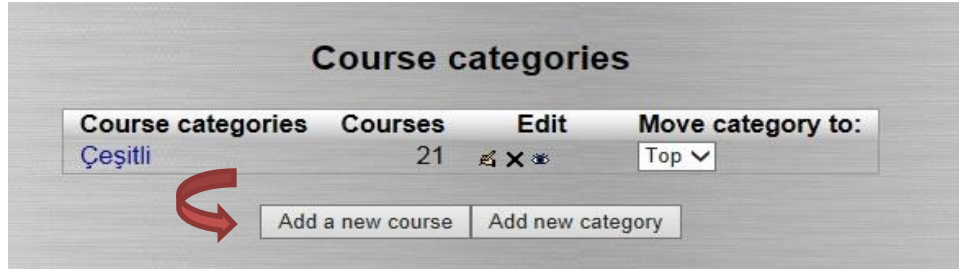 Course categories
Course categories Courses Edit Move category to:
Çeşitli 21 Top
Add a new course Add new category